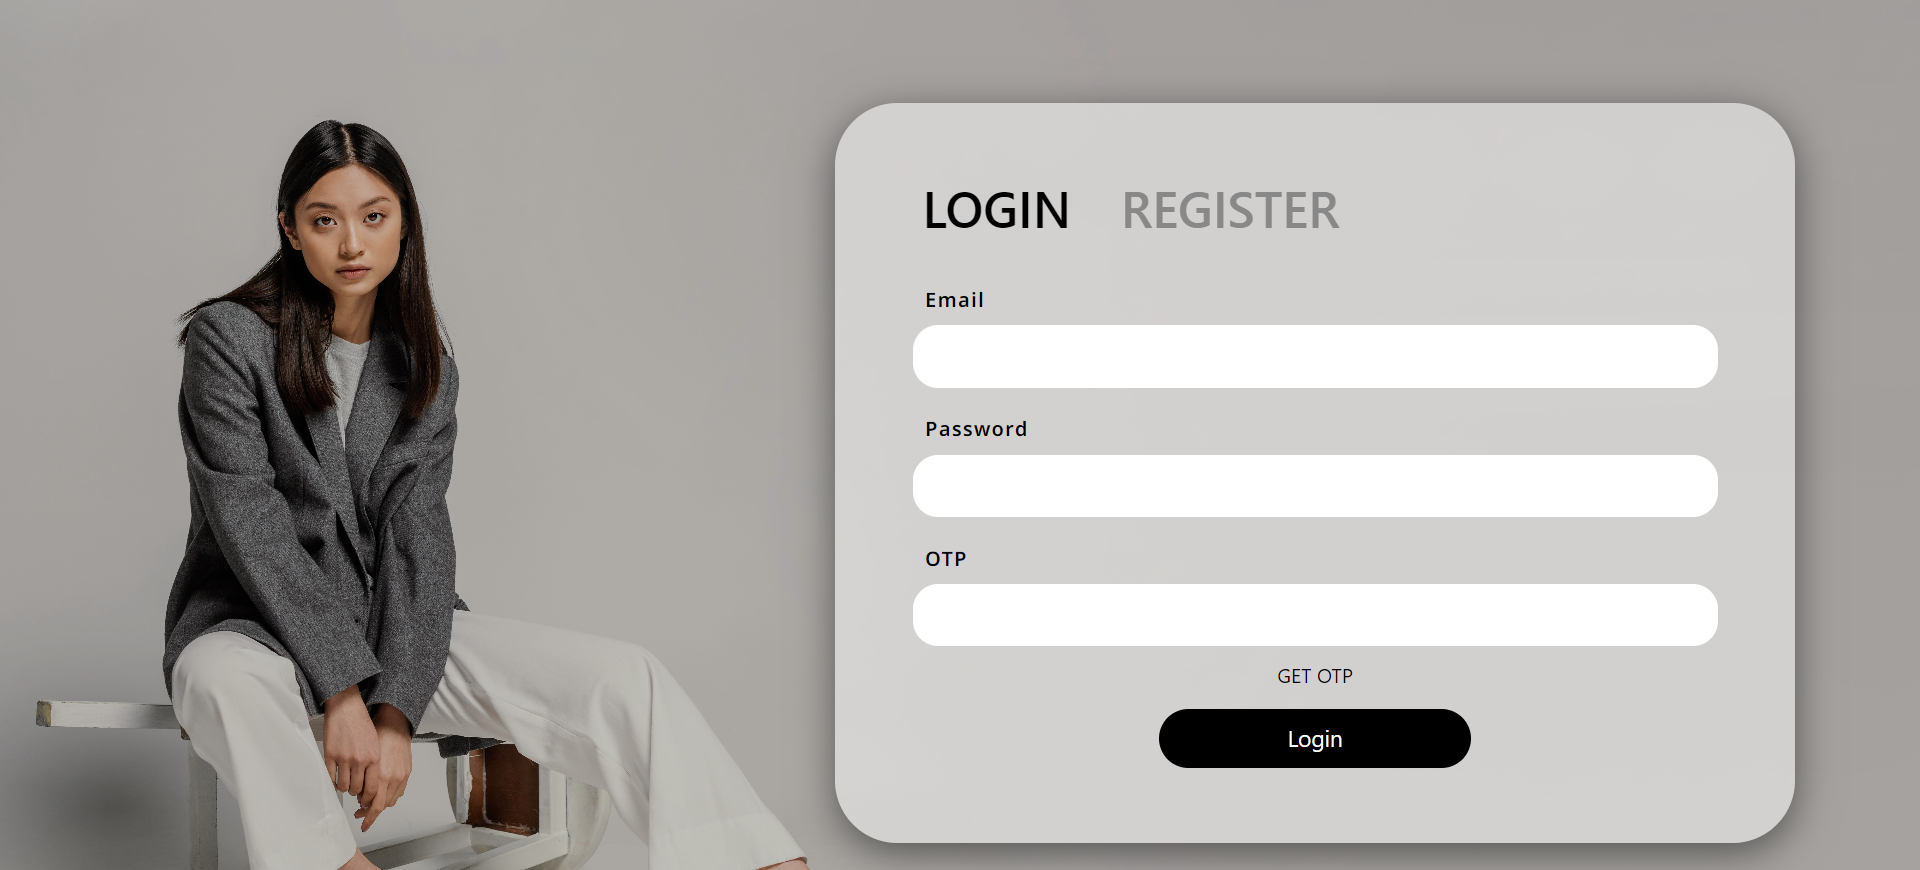 LOGIN REGISTER
Email
Password
OTP
GET OTP
Login